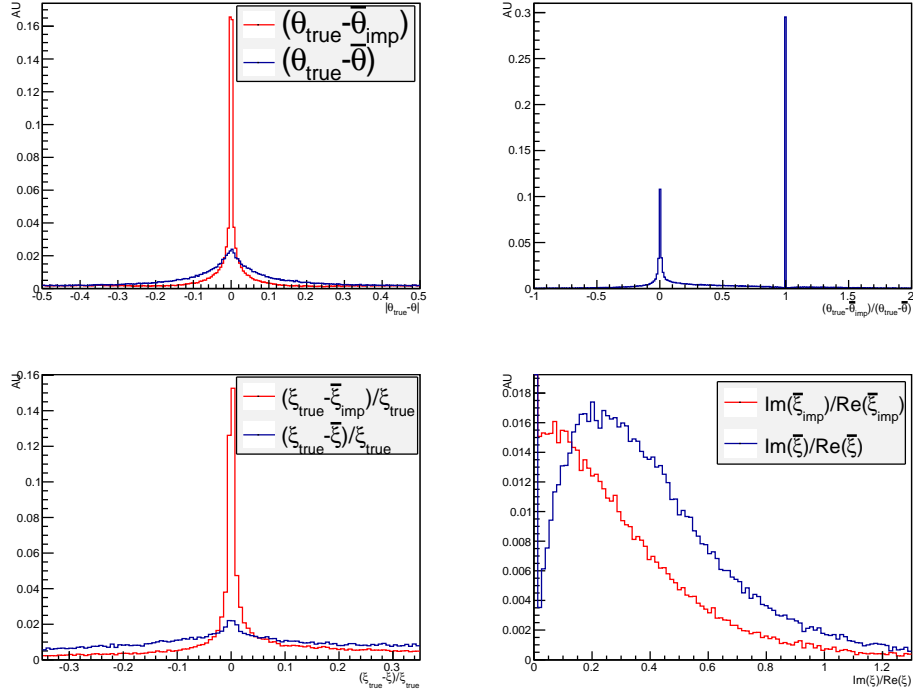 AU
0.16
0.14
0.12
0.1
0.08
0.06
0.04
0.02
0
-0.5 -0.4 -0.3 -0.2 -0.1 0 0.1 0.2 0.3 0.4 0.5
|θ_true-θ|
(θ_true-θ̅_imp)
(θ_true-θ̅)
AU
0.3
0.25
0.2
0.15
0.1
0.05
0
-1 -0.5 0 0.5 1 1.5 2
(θ_true-θ̅_imp)/(θ_true-θ̅)
AU
0.16
0.14
0.12
0.1
0.08
0.06
0.04
0.02
0
-0.3 -0.2 -0.1 0 0.1 0.2 0.3
(ξ_true-ξ)/ξ_true
(ξ_true-ξ̅_imp)/ξ_true
(ξ_true-ξ̅)/ξ_true
AU
0.018
0.016
0.014
0.012
0.01
0.008
0.006
0.004
0.002
0
0 0.2 0.4 0.6 0.8 1 1.2
Im(ξ)/Re(ξ)
Im(ξ̅_imp)/Re(ξ̅_imp)
Im(ξ̅)/Re(ξ̅)